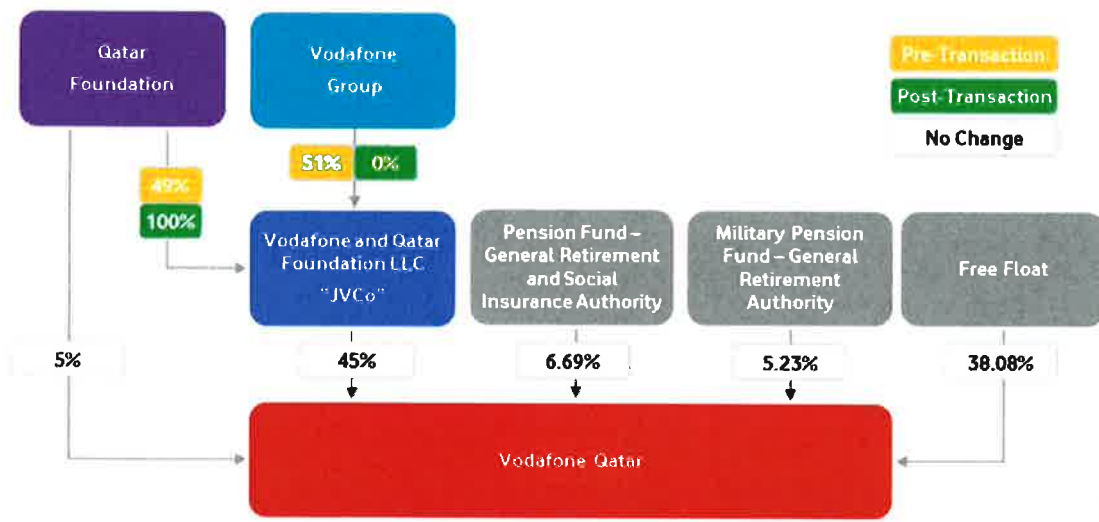 Qatar
Foundation
Vodafone
Group
Pre-Transaction
Post-Transaction
No Change
51%
0%
49%
100%
Vodafone and Qatar
Foundation LLC
"JVCo"
Pension Fund –
General Retirement
and Social
Insurance Authority
Military Pension
Fund – General
Retirement
Authority
Free Float
5%
45%
6.69%
5.23%
38.08%
Vodafone Qatar